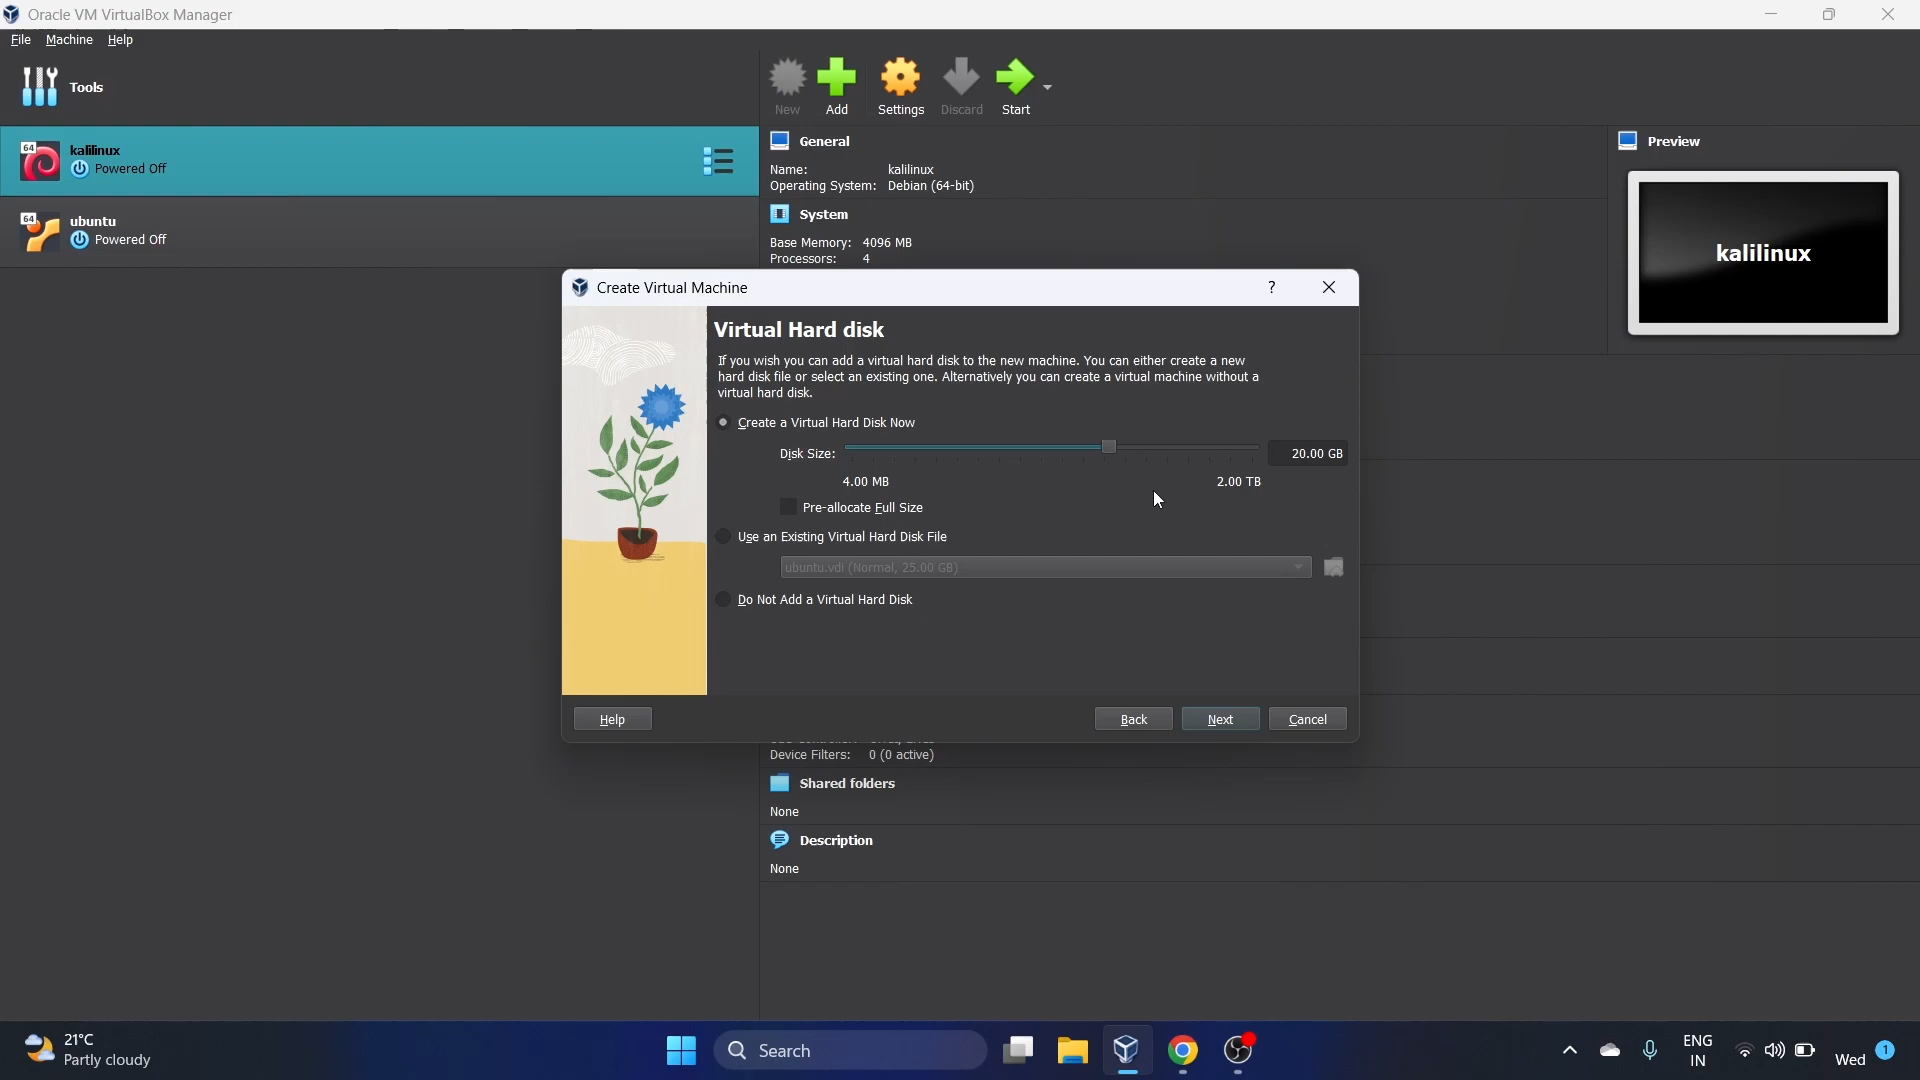 Oracle VM VirtualBox Manager
File Machine Help
Tools
New Add Settings Discard Start
64 kalilinux
Powered Off
64 ubuntu
Powered Off
General
Name: kalilinux
Operating System: Debian (64-bit)
System
Base Memory: 4096 MB
Processors: 4
Preview
kalilinux
Create Virtual Machine
?
Virtual Hard disk
If you wish you can add a virtual hard disk to the new machine. You can either create a new
hard disk file or select an existing one. Alternatively you can create a virtual machine without a
virtual hard disk.
Create a Virtual Hard Disk Now
Disk Size: 20.00 GB
4.00 MB 2.00 TB
Pre-allocate Full Size
Use an Existing Virtual Hard Disk File
ubuntu.vdi (Normal, 25.00 GB)
Do Not Add a Virtual Hard Disk
Help Back Next Cancel
Device Filters: 0 (0 active)
Shared folders
None
Description
None
21°C
Partly cloudy
Search
ENG
IN
Wed 1